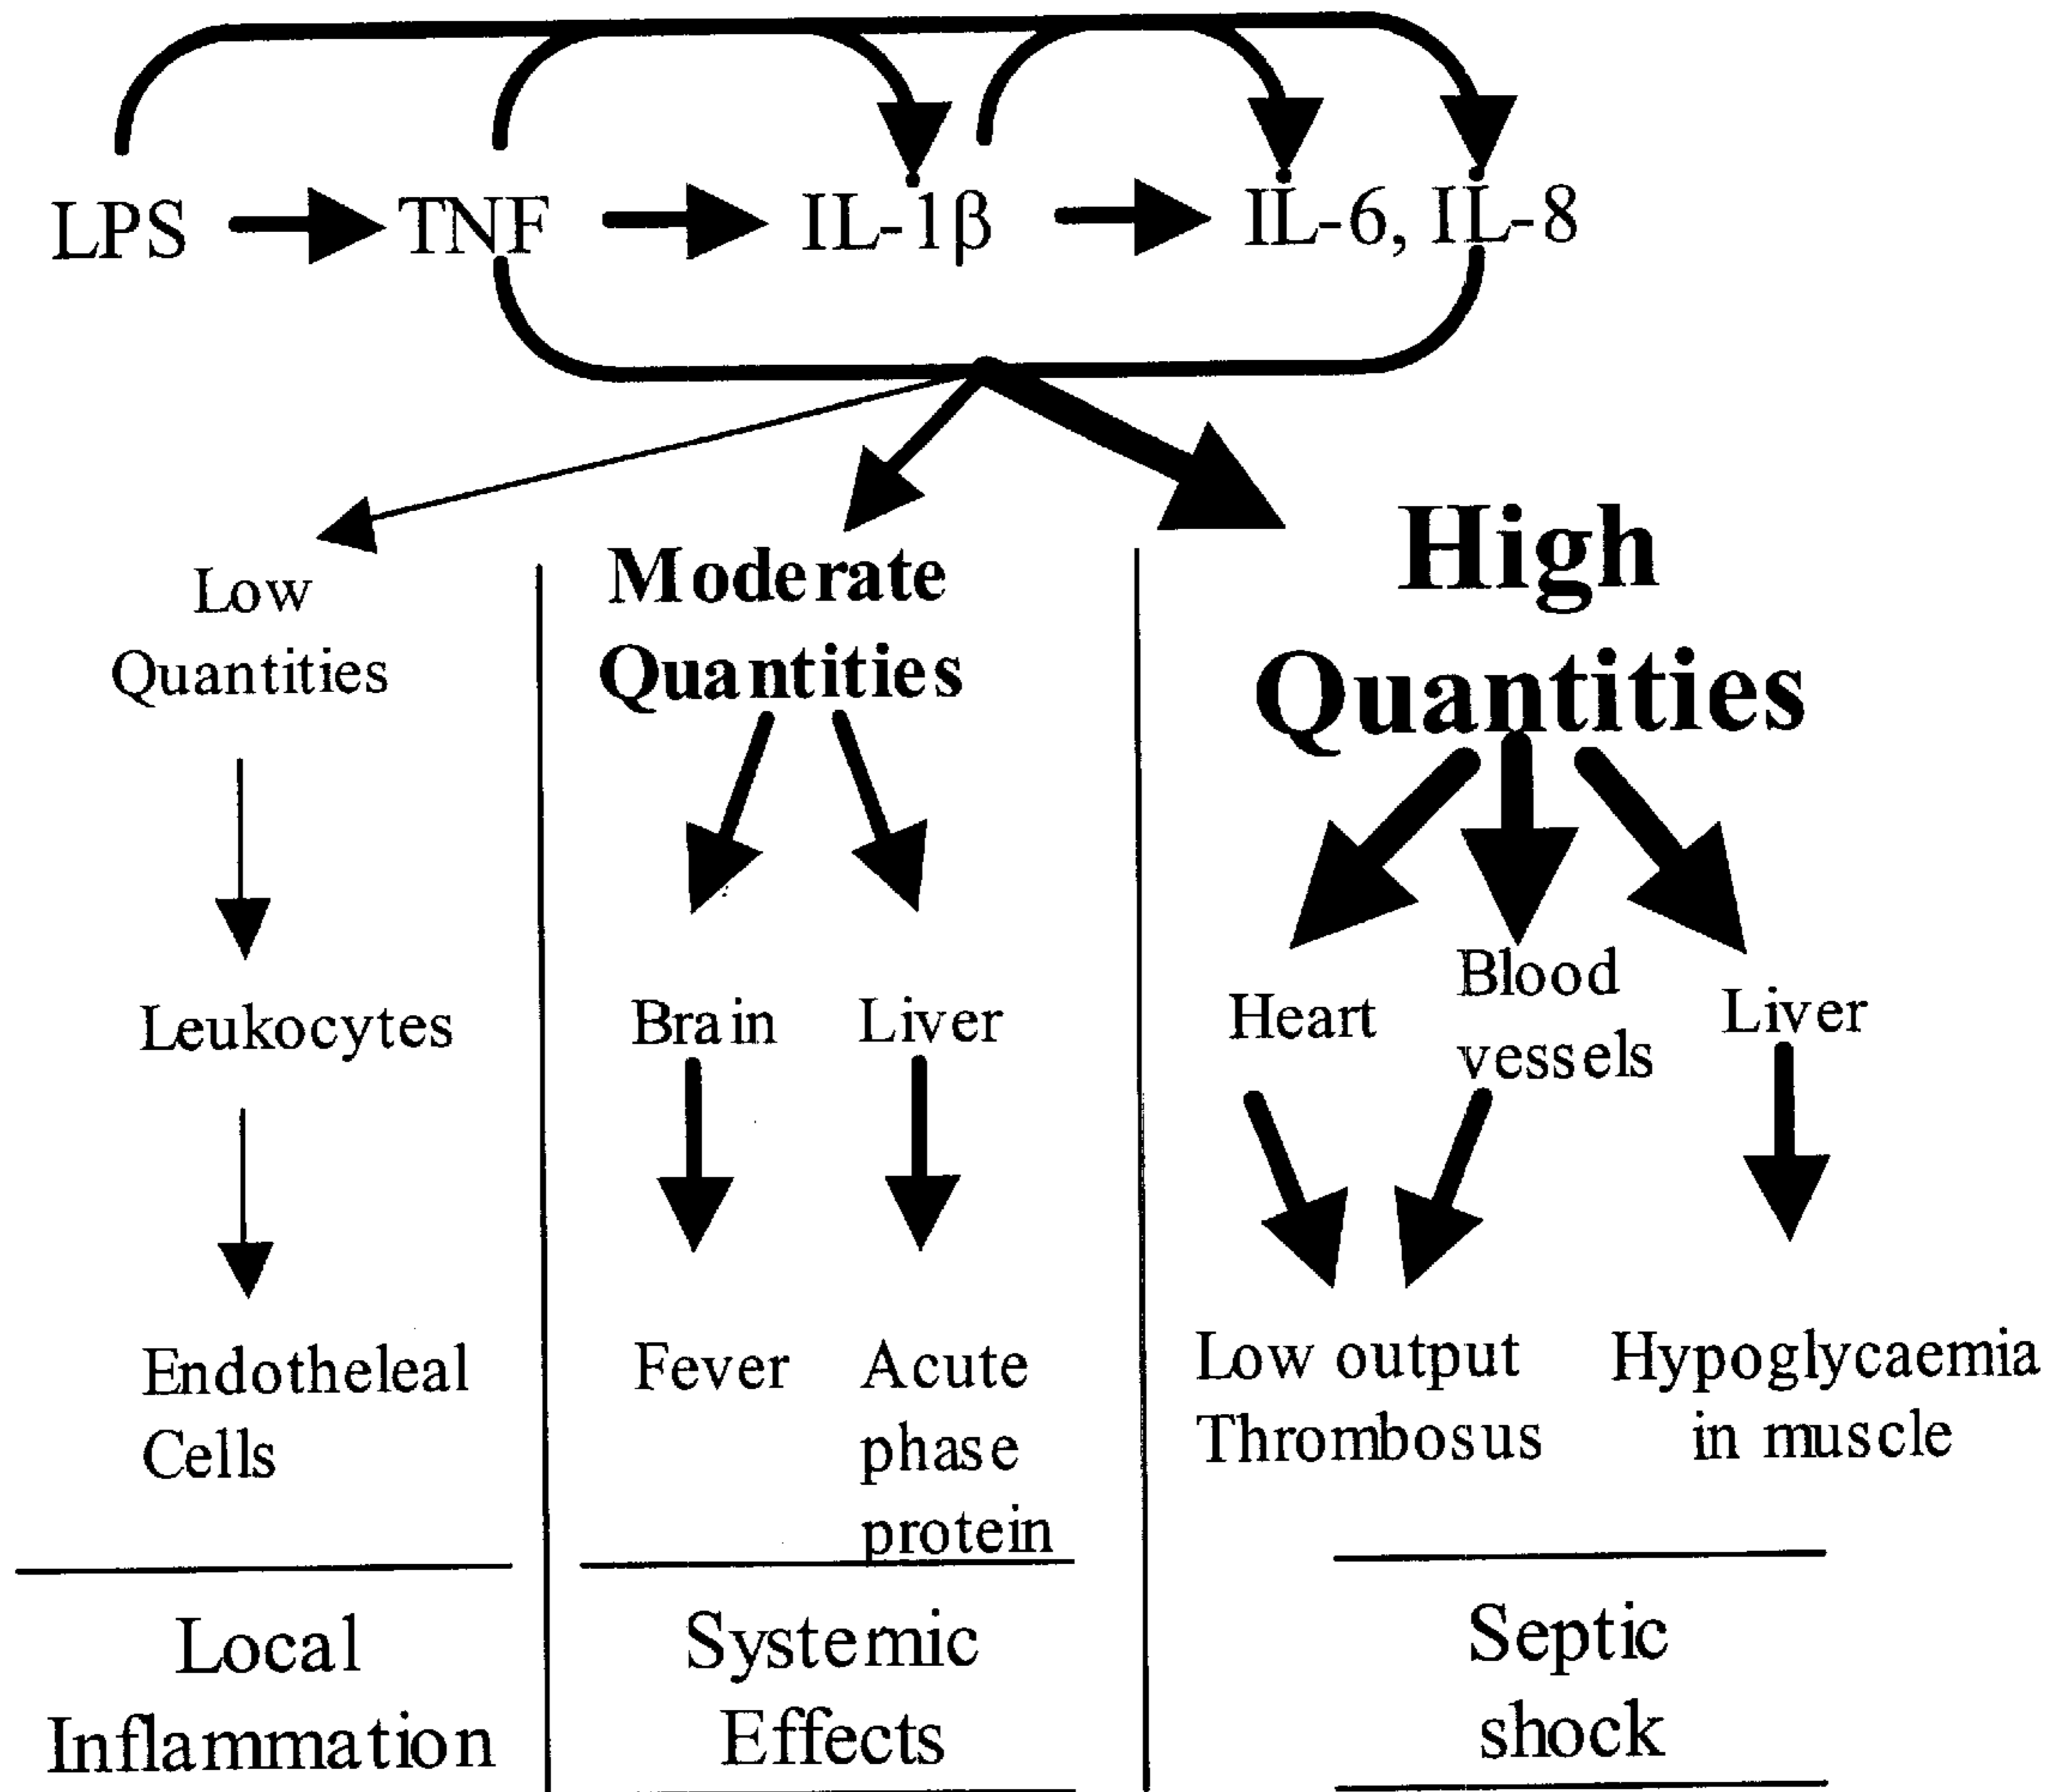 LPS TNF IL-1β IL-6, IL-8
Low
Quantities
Moderate
Quantities
High
Quantities
Leukocytes
Brain
Liver
Heart
Blood
vessels
Liver
Endotheleal
Cells
Fever
Acute
phase
protein
Low output
Thrombosus
Hypoglycaemia
in muscle
Local
Inflammation
Systemic
Effects
Septic
shock